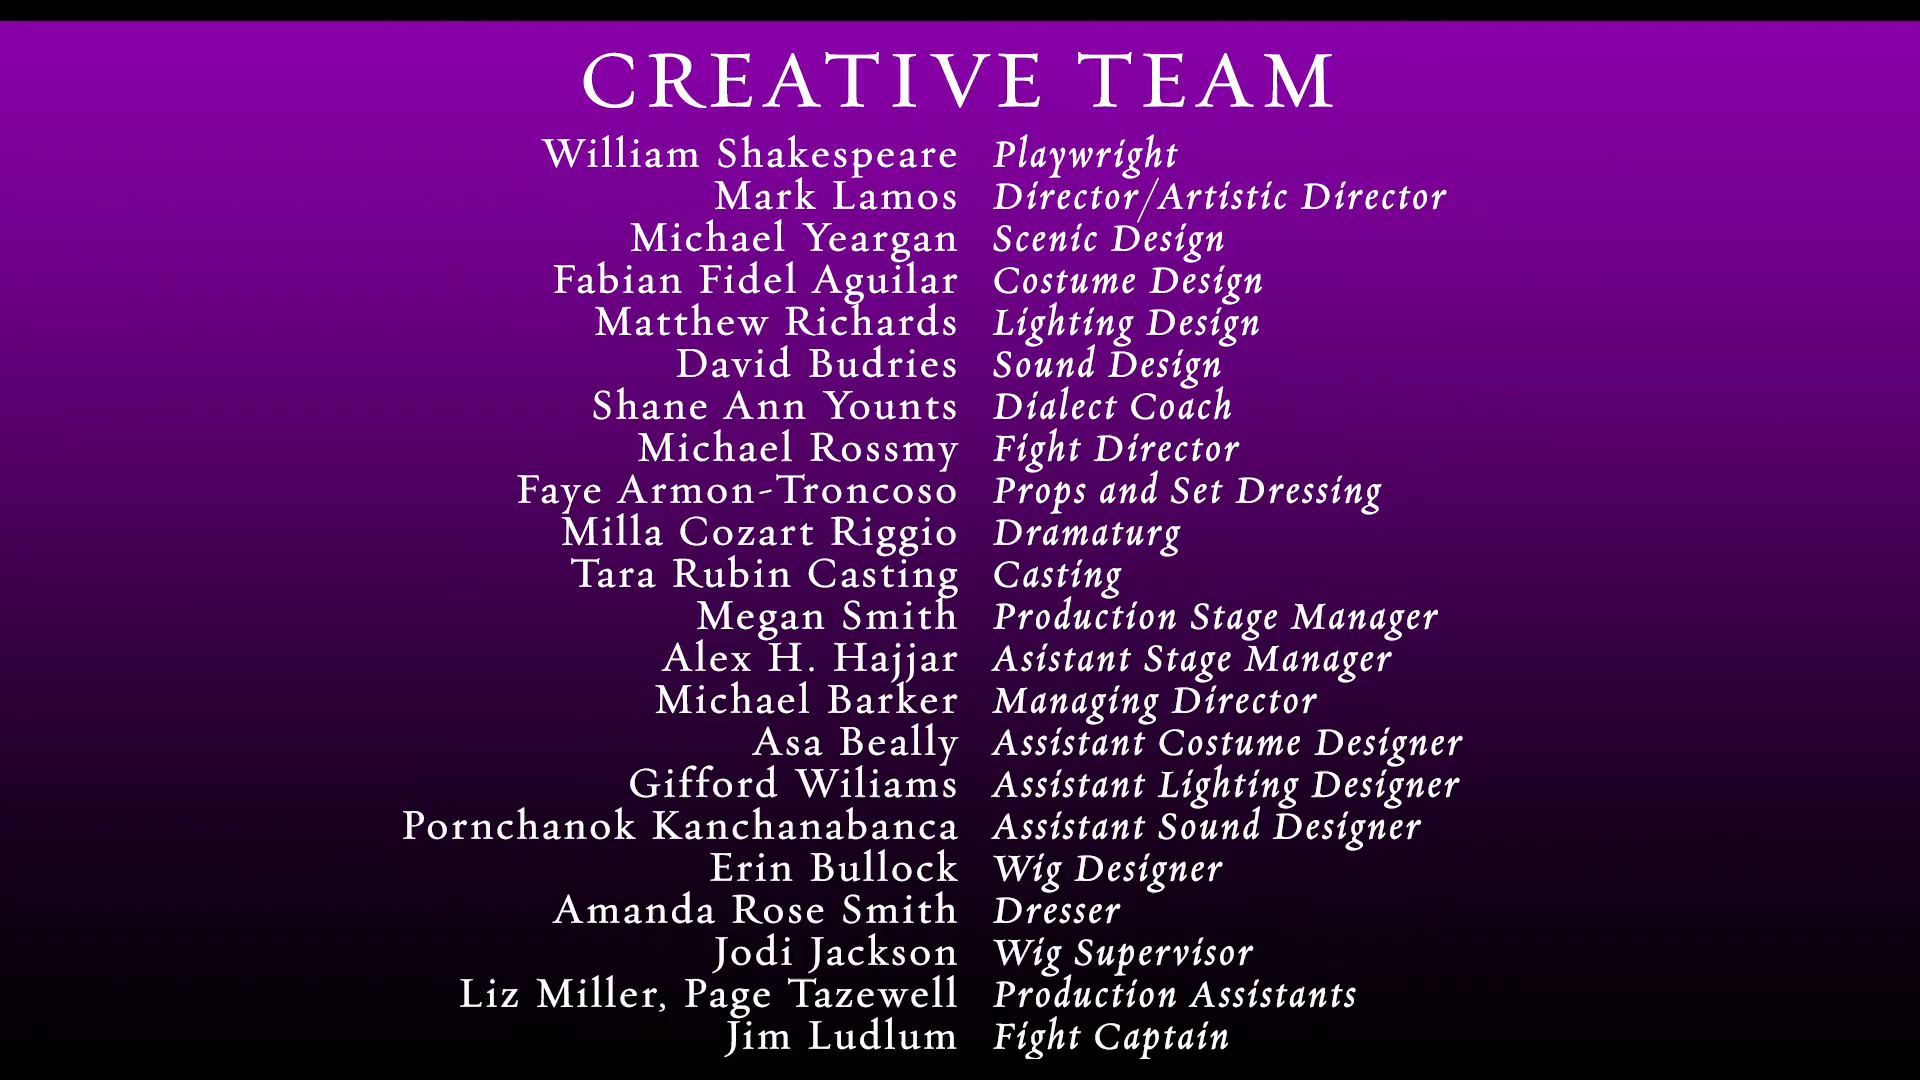 CREATIVE TEAM
William Shakespeare Playwright
Mark Lamos Director/Artistic Director
Michael Yeargan Scenic Design
Fabian Fidel Aguilar Costume Design
Matthew Richards Lighting Design
David Budries Sound Design
Shane Ann Younts Dialect Coach
Michael Rossmy Fight Director
Faye Armon-Troncoso Props and Set Dressing
Milla Cozart Riggio Dramaturg
Tara Rubin Casting Casting
Megan Smith Production Stage Manager
Alex H. Hajjar Asistant Stage Manager
Michael Barker Managing Director
Asa Beally Assistant Costume Designer
Gifford Wiliams Assistant Lighting Designer
Pornchanok Kanchanabanca Assistant Sound Designer
Erin Bullock Wig Designer
Amanda Rose Smith Dresser
Jodi Jackson Wig Supervisor
Liz Miller, Page Tazewell Production Assistants
Jim Ludlum Fight Captain